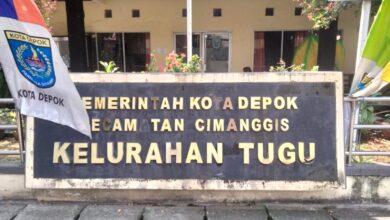 KOTA DEPOK
KOTA DEPOK
PEMERINTAH KOTA DEPOK
KECAMATAN CIMANGGIS
KELURAHAN TUGU